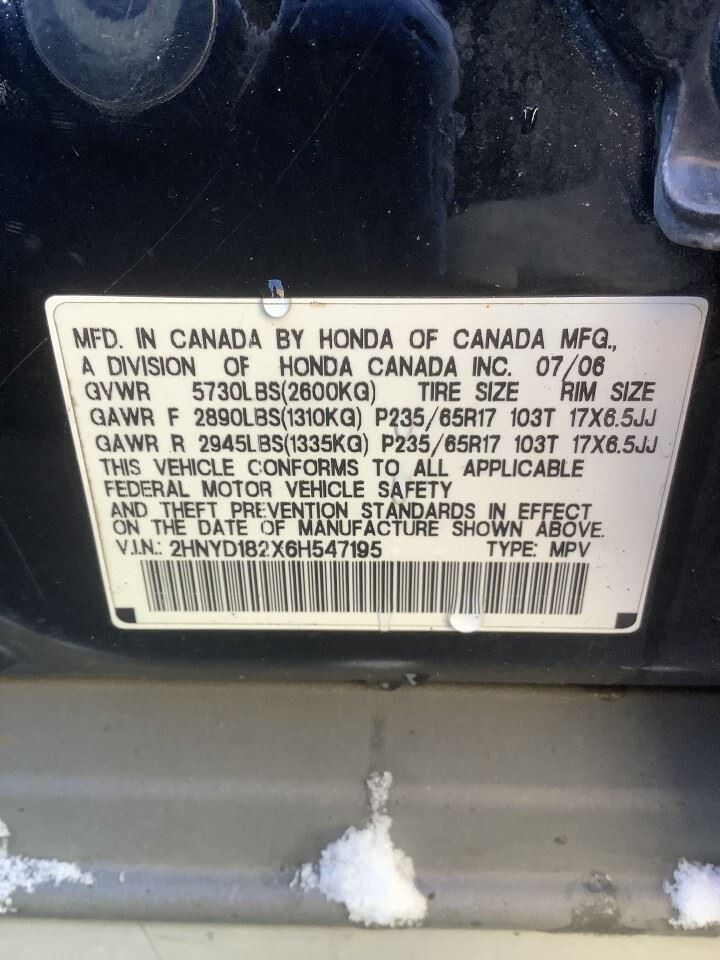 MFD. IN CANADA BY HONDA OF CANADA MFG.,
A DIVISION OF HONDA CANADA INC. 07/06
GVWR 5730LBS(2600KG) TIRE SIZE RIM SIZE
GAWR F 2890LBS(1310KG) P235/65R17 103T 17X6.5JJ
GAWR R 2945LBS(1335KG) P235/65R17 103T 17X6.5JJ
THIS VEHICLE CONFORMS TO ALL APPLICABLE
FEDERAL MOTOR VEHICLE SAFETY
AND THEFT PREVENTION STANDARDS IN EFFECT
ON THE DATE OF MANUFACTURE SHOWN ABOVE.
V.I.N.: 2HNYD182X6H547195 TYPE: MPV